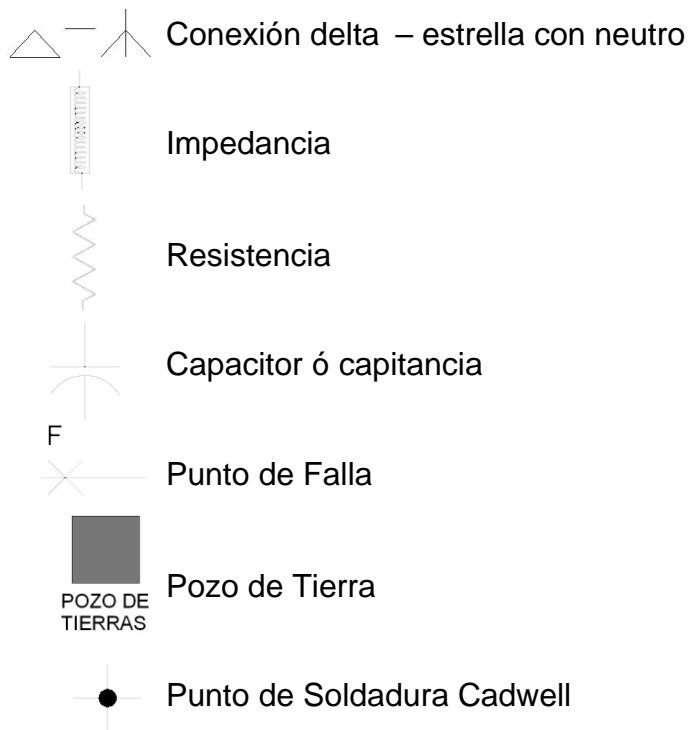 Conexión delta – estrella con neutro
Impedancia
Resistencia
Capacitor ó capitancia
F
Punto de Falla
POZO DE
TIERRAS
Pozo de Tierra
Punto de Soldadura Cadwell